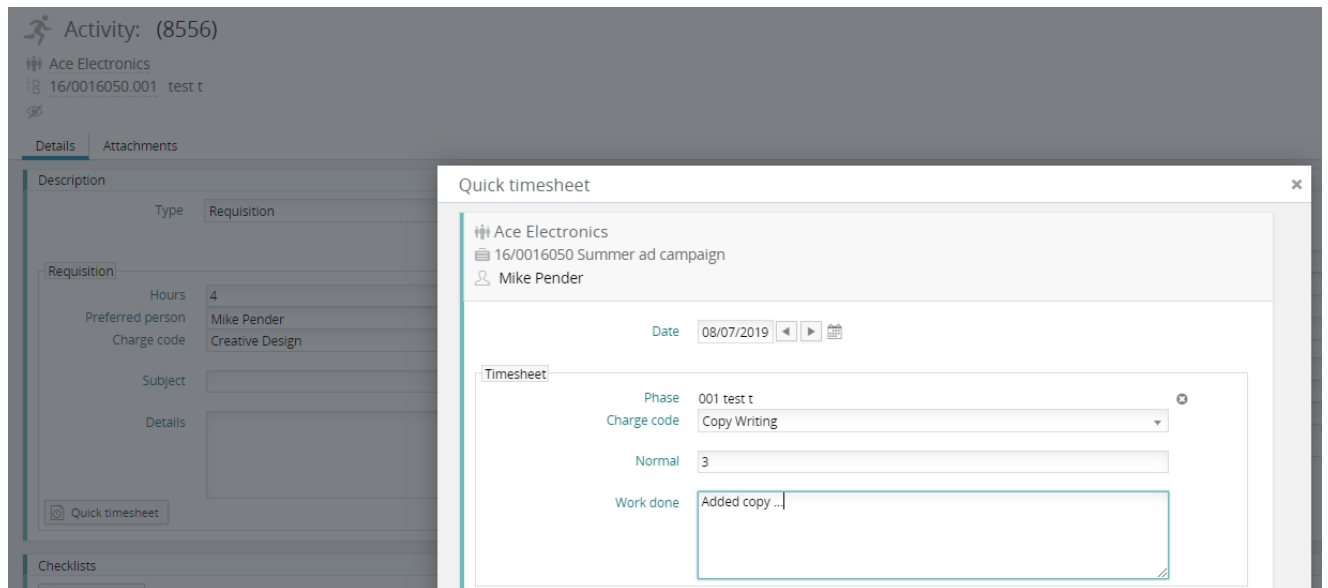 Activity: (8556)
Ace Electronics
16/0016050.001 test t
Details Attachments
Description
Type Requisition
Requisition
Hours 4
Preferred person Mike Pender
Charge code Creative Design
Subject
Details
Quick timesheet
Checklists
Quick timesheet
Ace Electronics
16/0016050 Summer ad campaign
Mike Pender
Date 08/07/2019
Timesheet
Phase 001 test t
Charge code Copy Writing
Normal 3
Work done Added copy ...